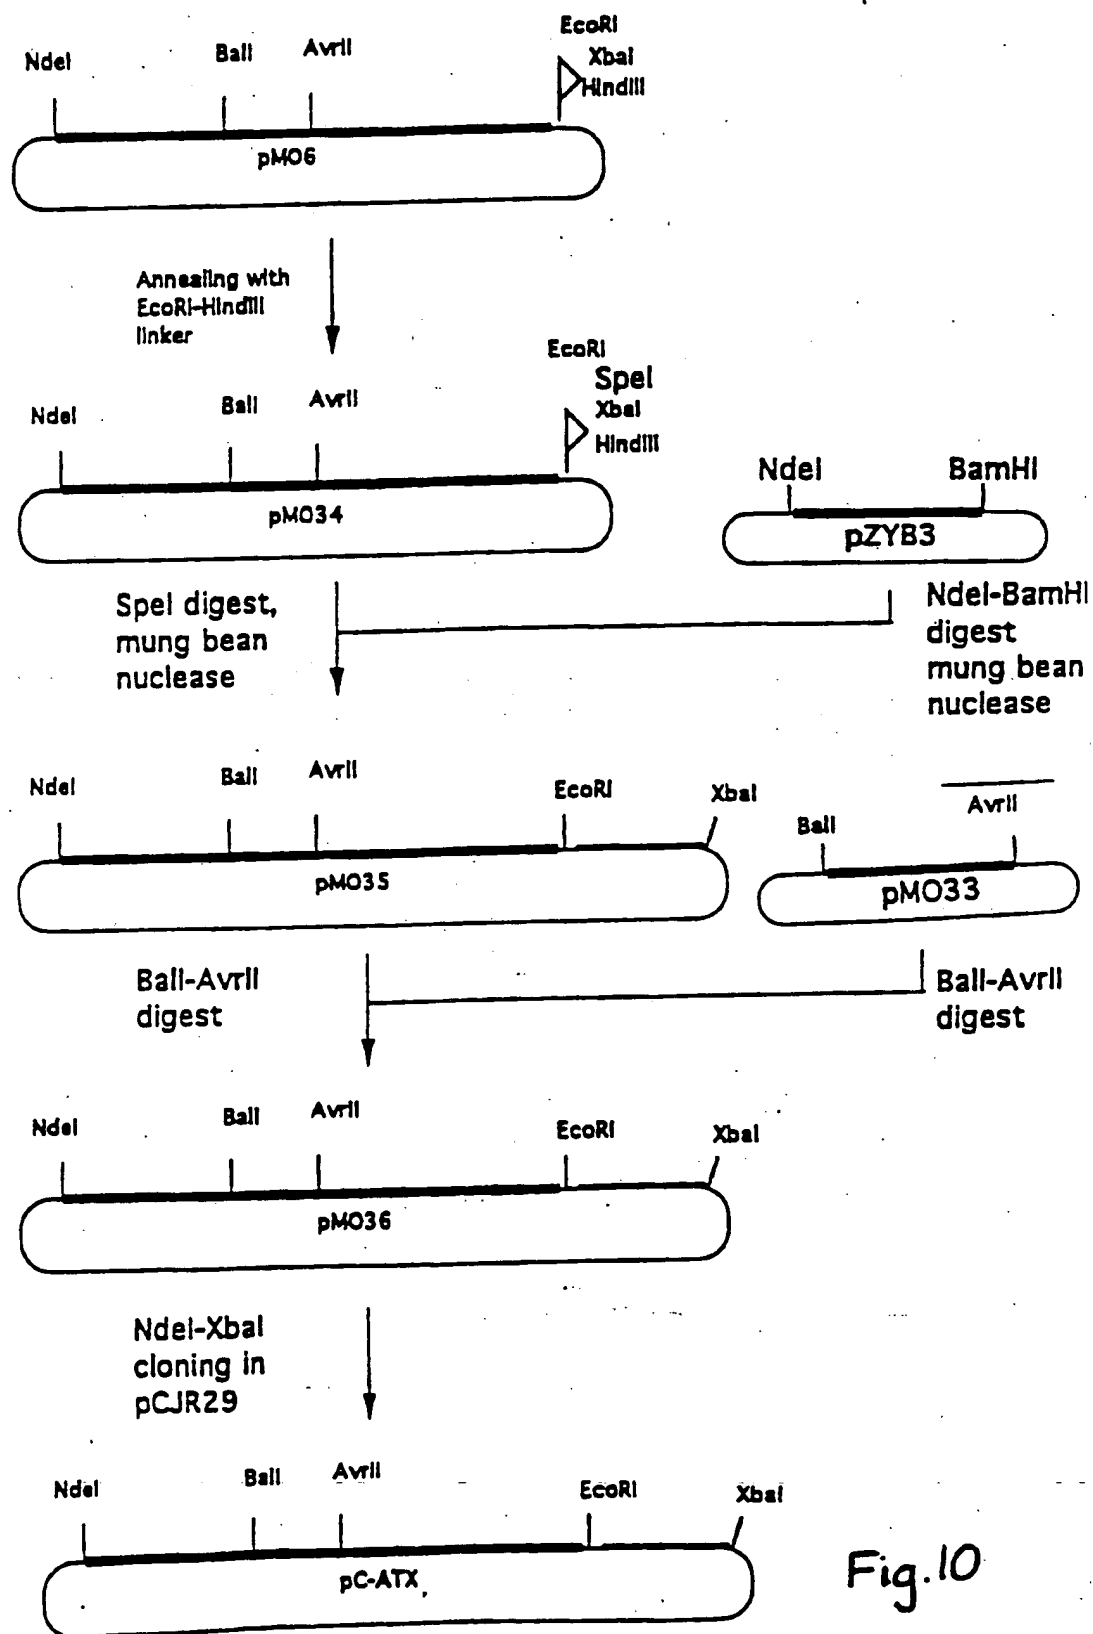 EcoRI
NdeI
BalI
AvrII
XbaI
HindIII
pMO6
Annealing with
EcoRI-HindIII
linker
EcoRI
SpeI
NdeI
BalI
AvrII
XbaI
HindIII
pMO34
NdeI
BamHI
pZYB3
SpeI digest,
mung bean
nuclease
NdeI-BamHI
digest
mung bean
nuclease
NdeI
BalI
AvrII
EcoRI
XbaI
pMO35
BalI
AvrII
pMO33
BalI-AvrII
digest
BalI-AvrII
digest
NdeI
BalI
AvrII
EcoRI
XbaI
pMO36
NdeI-XbaI
cloning in
pCJR29
NdeI
BalI
AvrII
EcoRI
XbaI
pC-ATX
Fig.10